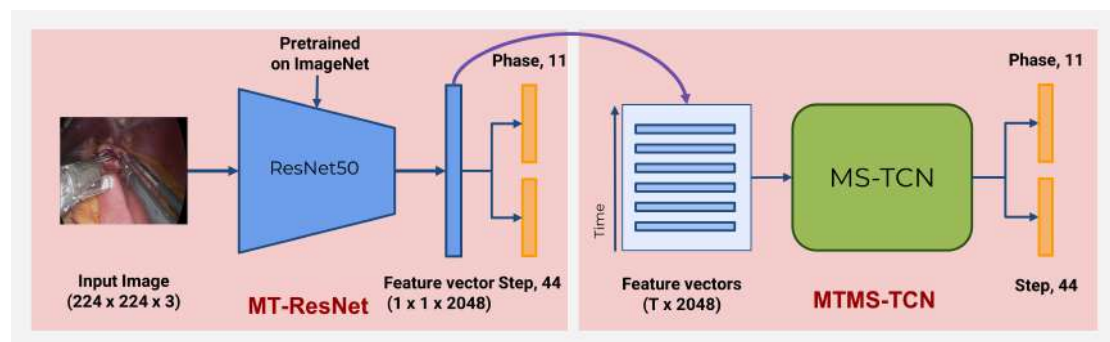 Pretrained
on ImageNet
Phase, 11
ResNet50
Input Image
(224 x 224 x 3)
MT-ResNet
Feature vector
(1 x 1 x 2048)
Step, 44
Phase, 11
Time
MS-TCN
Feature vectors
(T x 2048)
MTMS-TCN
Step, 44